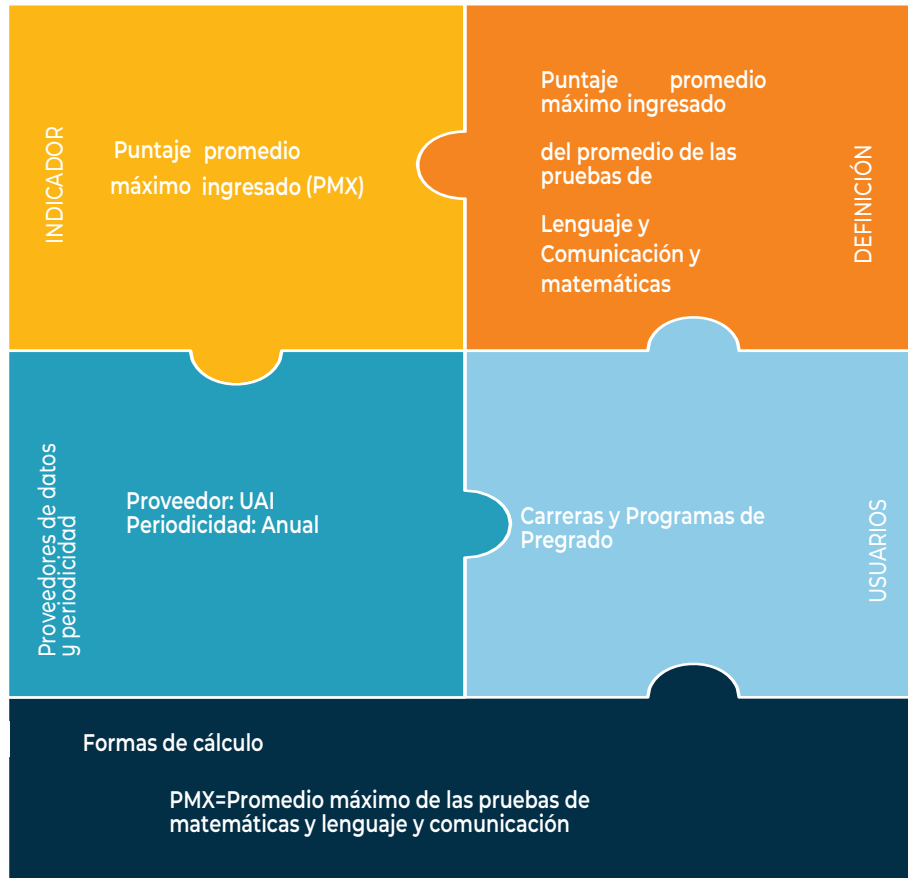 INDICADOR
Puntaje promedio
máximo ingresado (PMX)
Puntaje promedio
máximo ingresado
del promedio de las
pruebas de
Lenguaje y
Comunicación y
matemáticas
DEFINICIÓN
Proveedores de datos
y periodicidad
Proveedor: UAI
Periodicidad: Anual
Carreras y Programas de
Pregrado
USUARIOS
Formas de cálculo
PMX=Promedio máximo de las pruebas de
matemáticas y lenguaje y comunicación